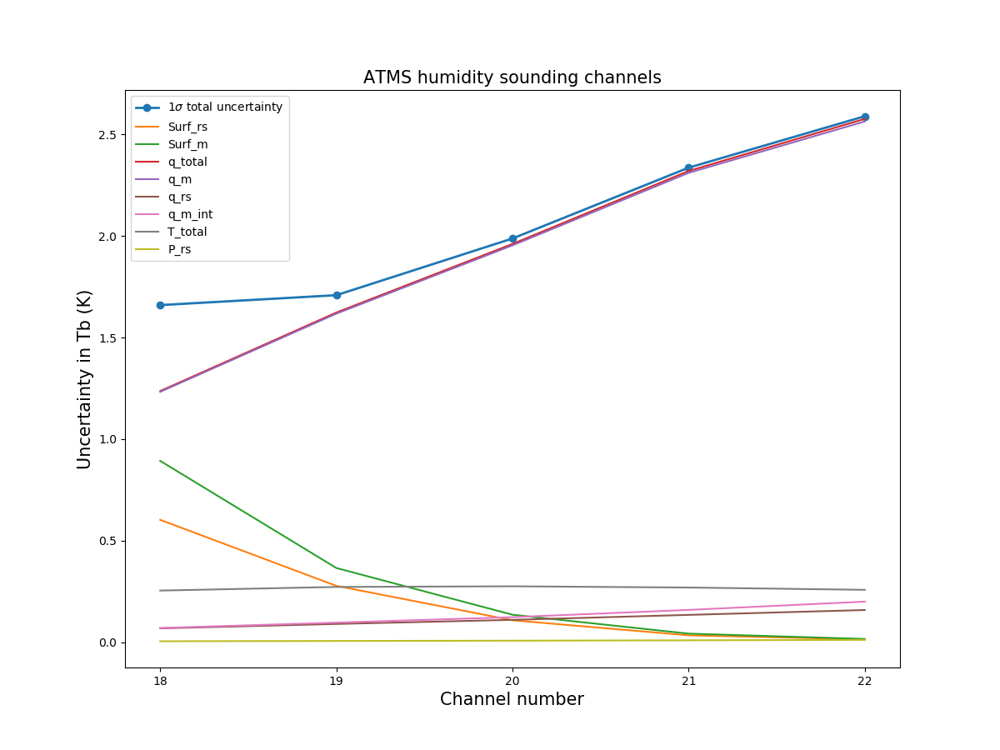 ATMS humidity sounding channels
1σ total uncertainty
Surf_rs
Surf_m
q_total
q_m
q_rs
q_m_int
T_total
P_rs
Uncertainty in Tb (K)
2.5
2.0
1.5
1.0
0.5
0.0
18 19 20 21 22
Channel number